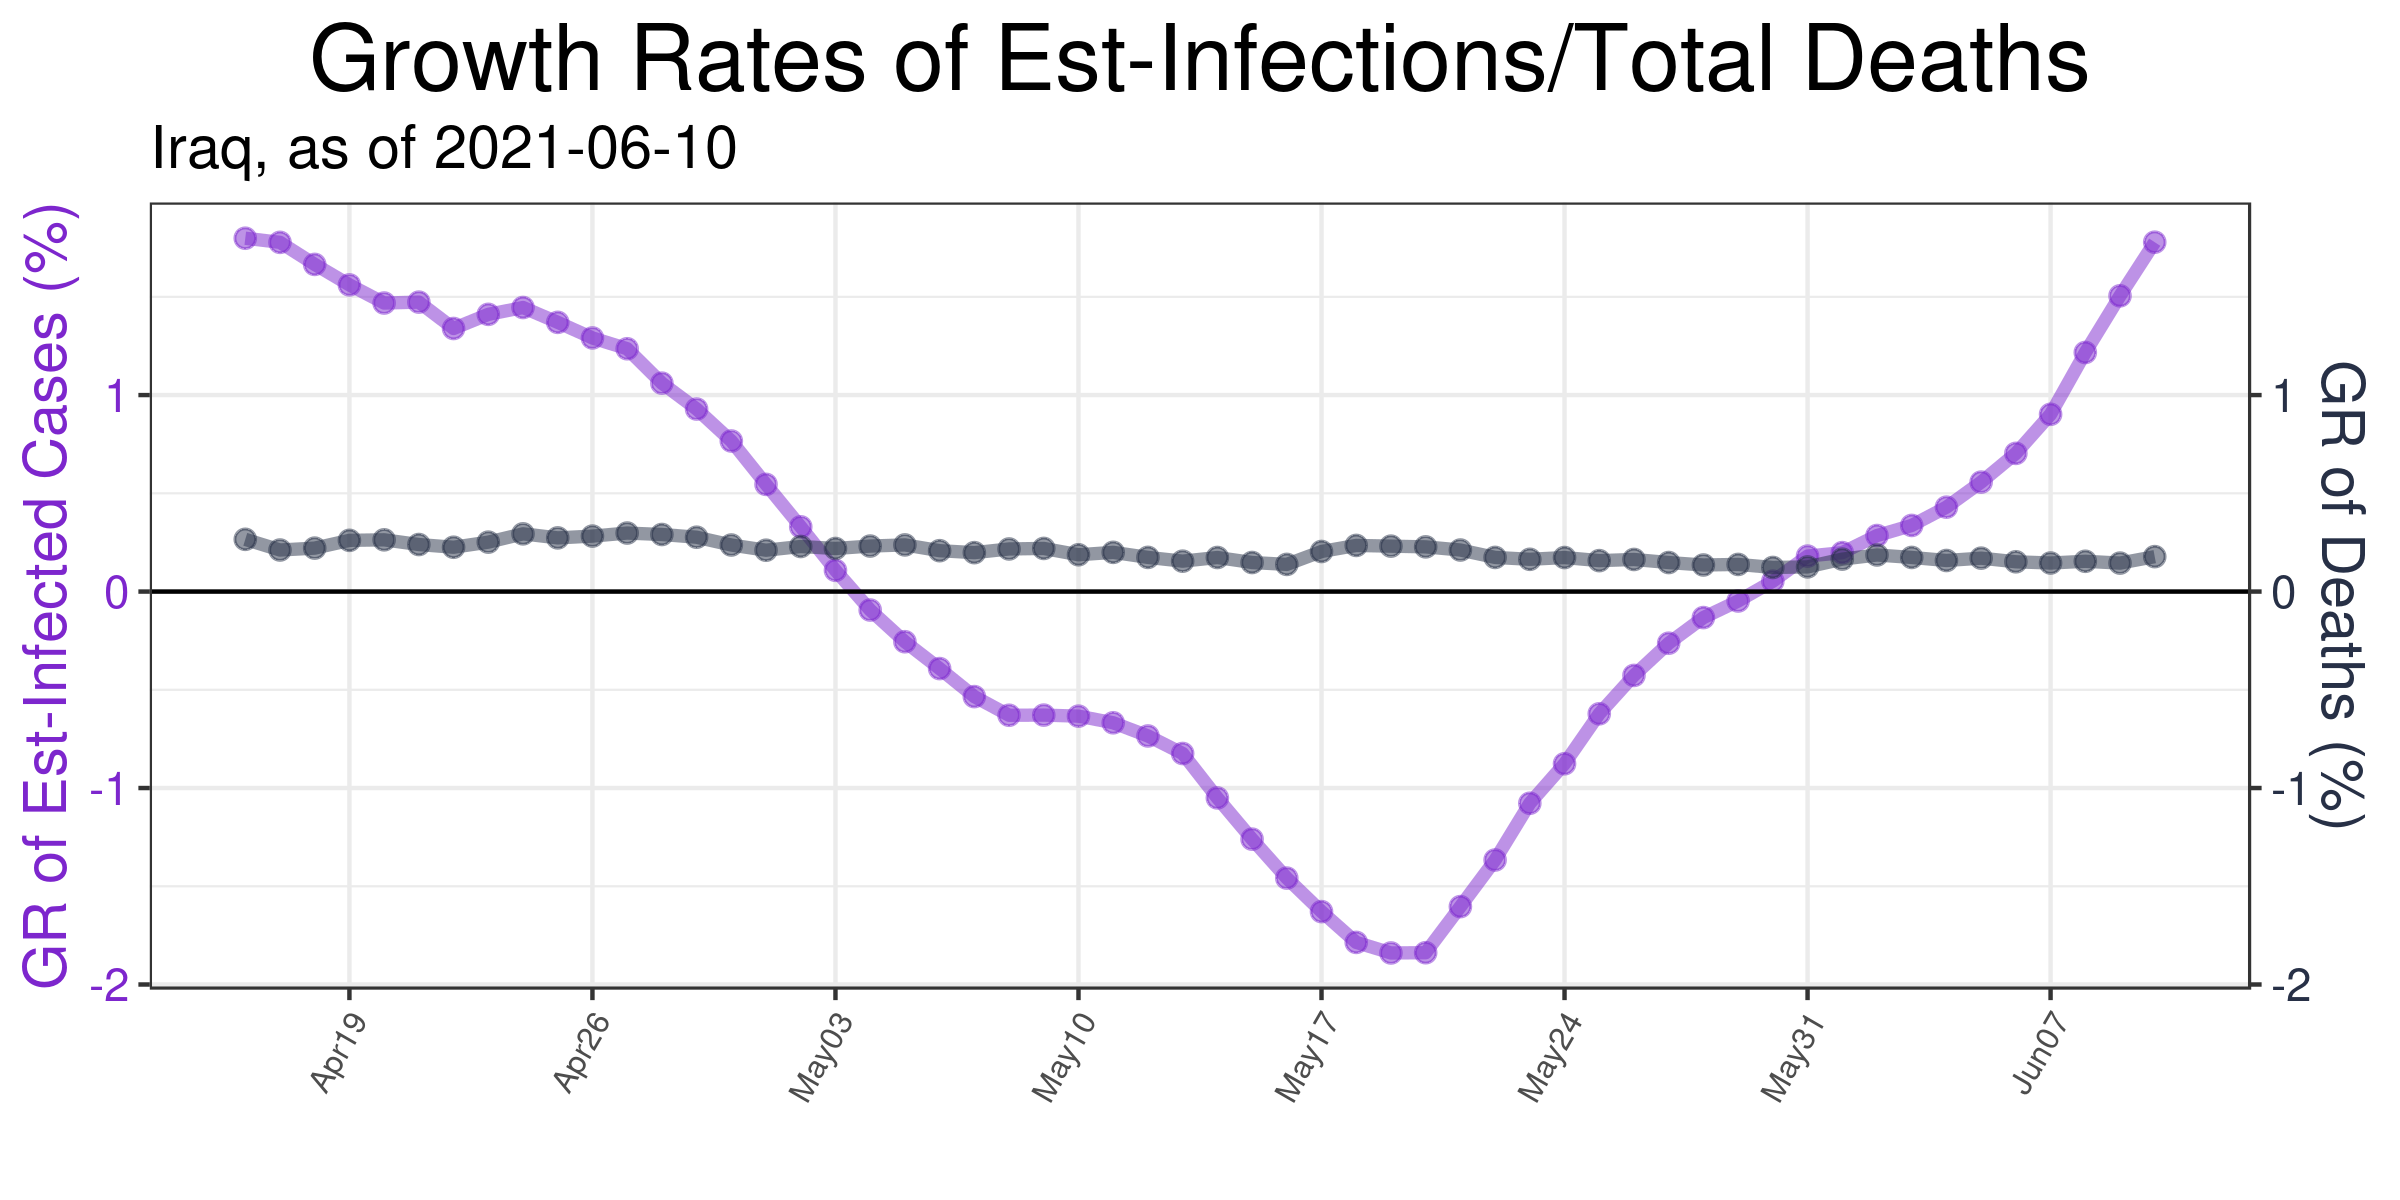 Growth Rates of Est-Infections/Total Deaths
Iraq, as of 2021-06-10
GR of Est-Infected Cases (%)
1
0
-1
-2
GR of Deaths (%)
1
0
-1
-2
Apr19
Apr26
May03
May10
May17
May24
May31
Jun07